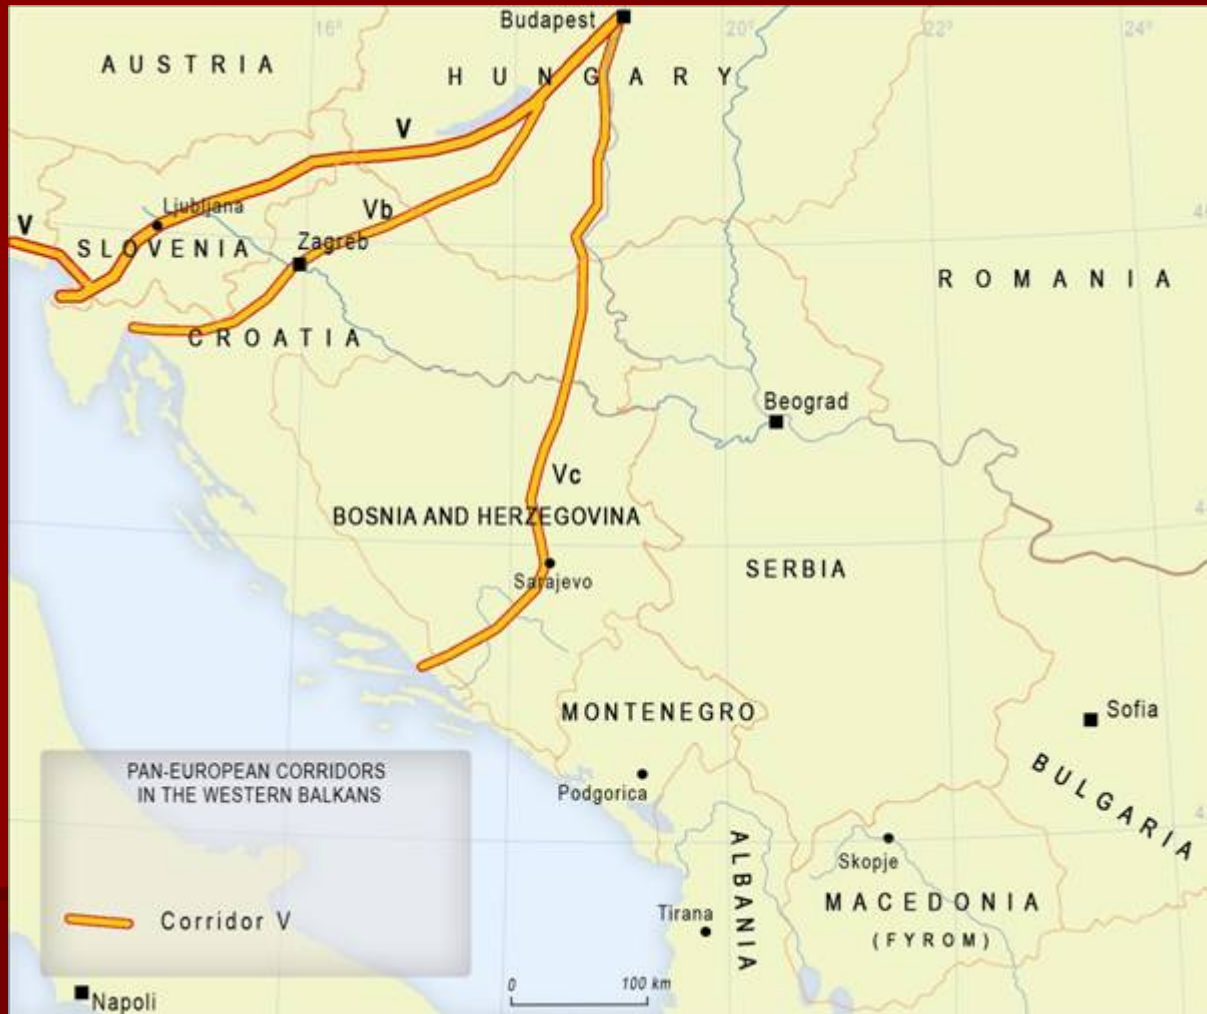 Budapest
16°
20°
22°
24°
AUSTRIA
HUNGARY
V
Ljubljana
Vb
V
SLOVENIA
Zagreb
ROMANIA
CROATIA
Beograd
Vc
BOSNIA AND HERZEGOVINA
SERBIA
Sarajevo
MONTENEGRO
Sofia
PAN-EUROPEAN CORRIDORS
IN THE WESTERN BALKANS
Podgorica
BULGARIA
ALBANIA
Skopje
MACEDONIA
(FYROM)
Corridor V
Tirana
0 100 km
Napoli